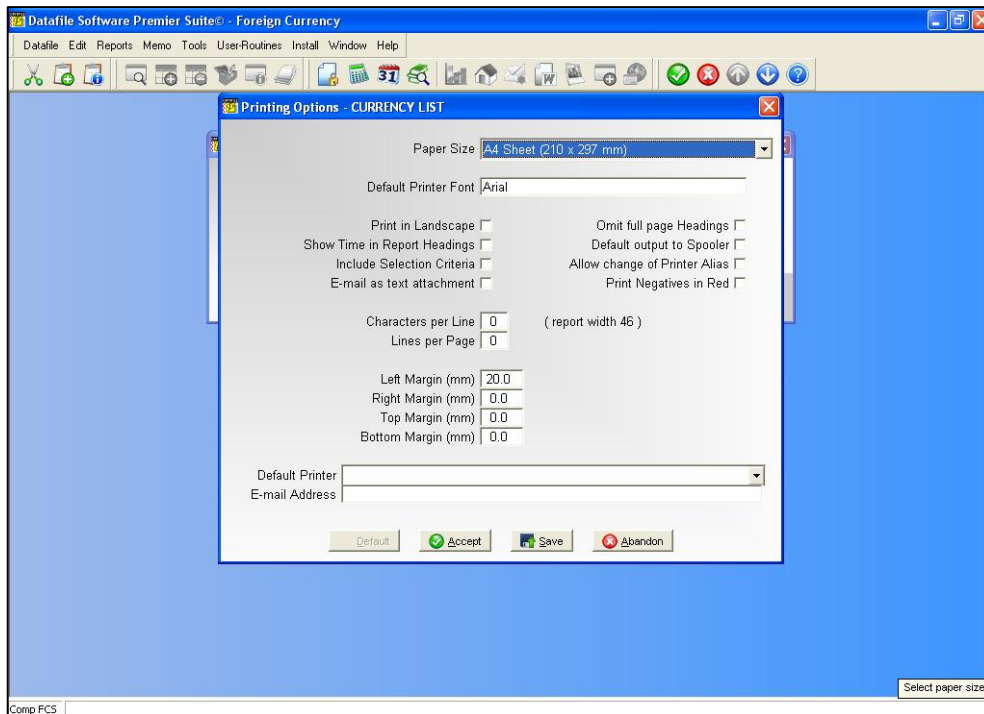 Datafile Software Premier Suite© - Foreign Currency
Datafile Edit Reports Memo Tools User-Routines Install Window Help
31
Printing Options - CURRENCY LIST
Paper Size A4 Sheet (210 x 297 mm)
Default Printer Font Arial
Print in Landscape Omit full page Headings
Show Time in Report Headings Default output to Spooler
Include Selection Criteria Allow change of Printer Alias
E-mail as text attachment Print Negatives in Red
Characters per Line 0 ( report width 46 )
Lines per Page 0
Left Margin (mm) 20.0
Right Margin (mm) 0.0
Top Margin (mm) 0.0
Bottom Margin (mm) 0.0
Default Printer
E-mail Address
Default Accept Save Abandon
Select paper size
Comp FCS